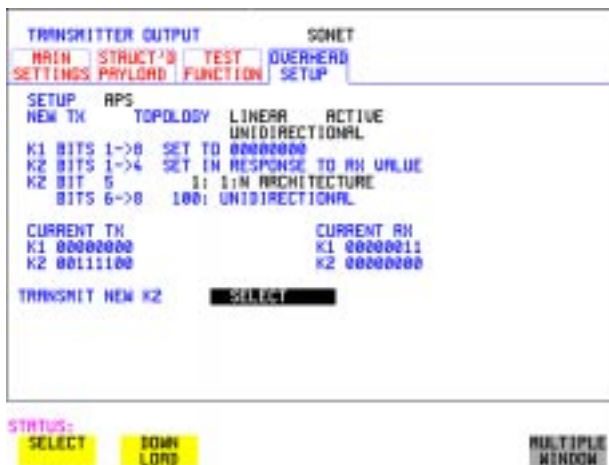 TRANSMITTER OUTPUT SONET
MAIN SETTINGS STRUCT'D PAYLOAD TEST FUNCTION OVERHEAD SETUP
SETUP APS
NEW TX TOPOLOGY LINEAR ACTIVE
UNIDIRECTIONAL
K1 BITS 1->8 SET TO 00000000
K2 BITS 1->4 SET IN RESPONSE TO RX VALUE
K2 BIT 5 1: 1:N ARCHITECTURE
BITS 6->8 100: UNIDIRECTIONAL
CURRENT TX CURRENT RX
K1 00000000 K1 00000011
K2 00111100 K2 00000000
TRANSMIT NEW K2 SELECT
STATUS:
SELECT DOWN LOAD MULTIPLE WINDOW